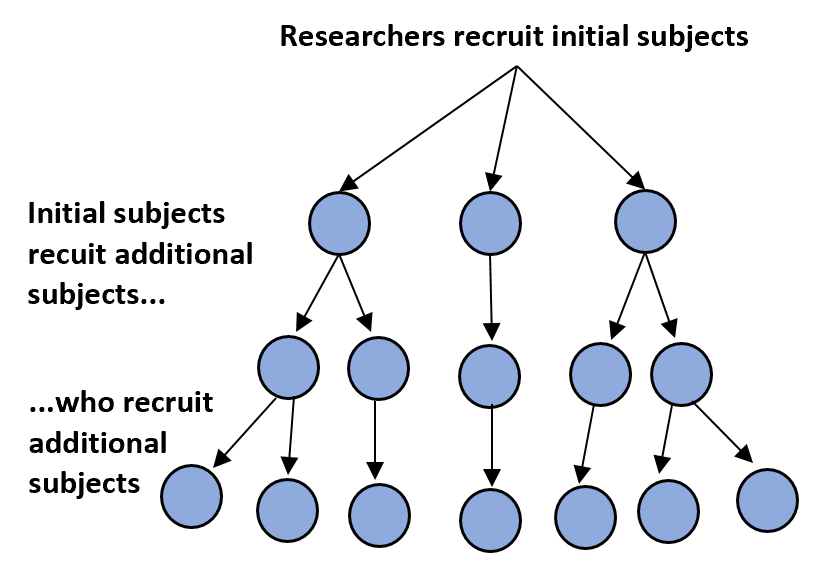 Researchers recruit initial subjects
Initial subjects
recuit additional
subjects...
...who recruit
additional
subjects